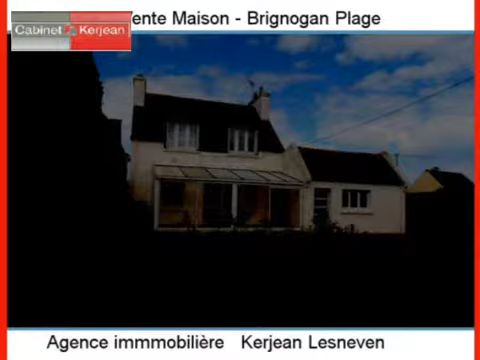 ente Maison - Brignogan Plage
Cabinet Kerjean
Agence immmobilière Kerjean Lesneven